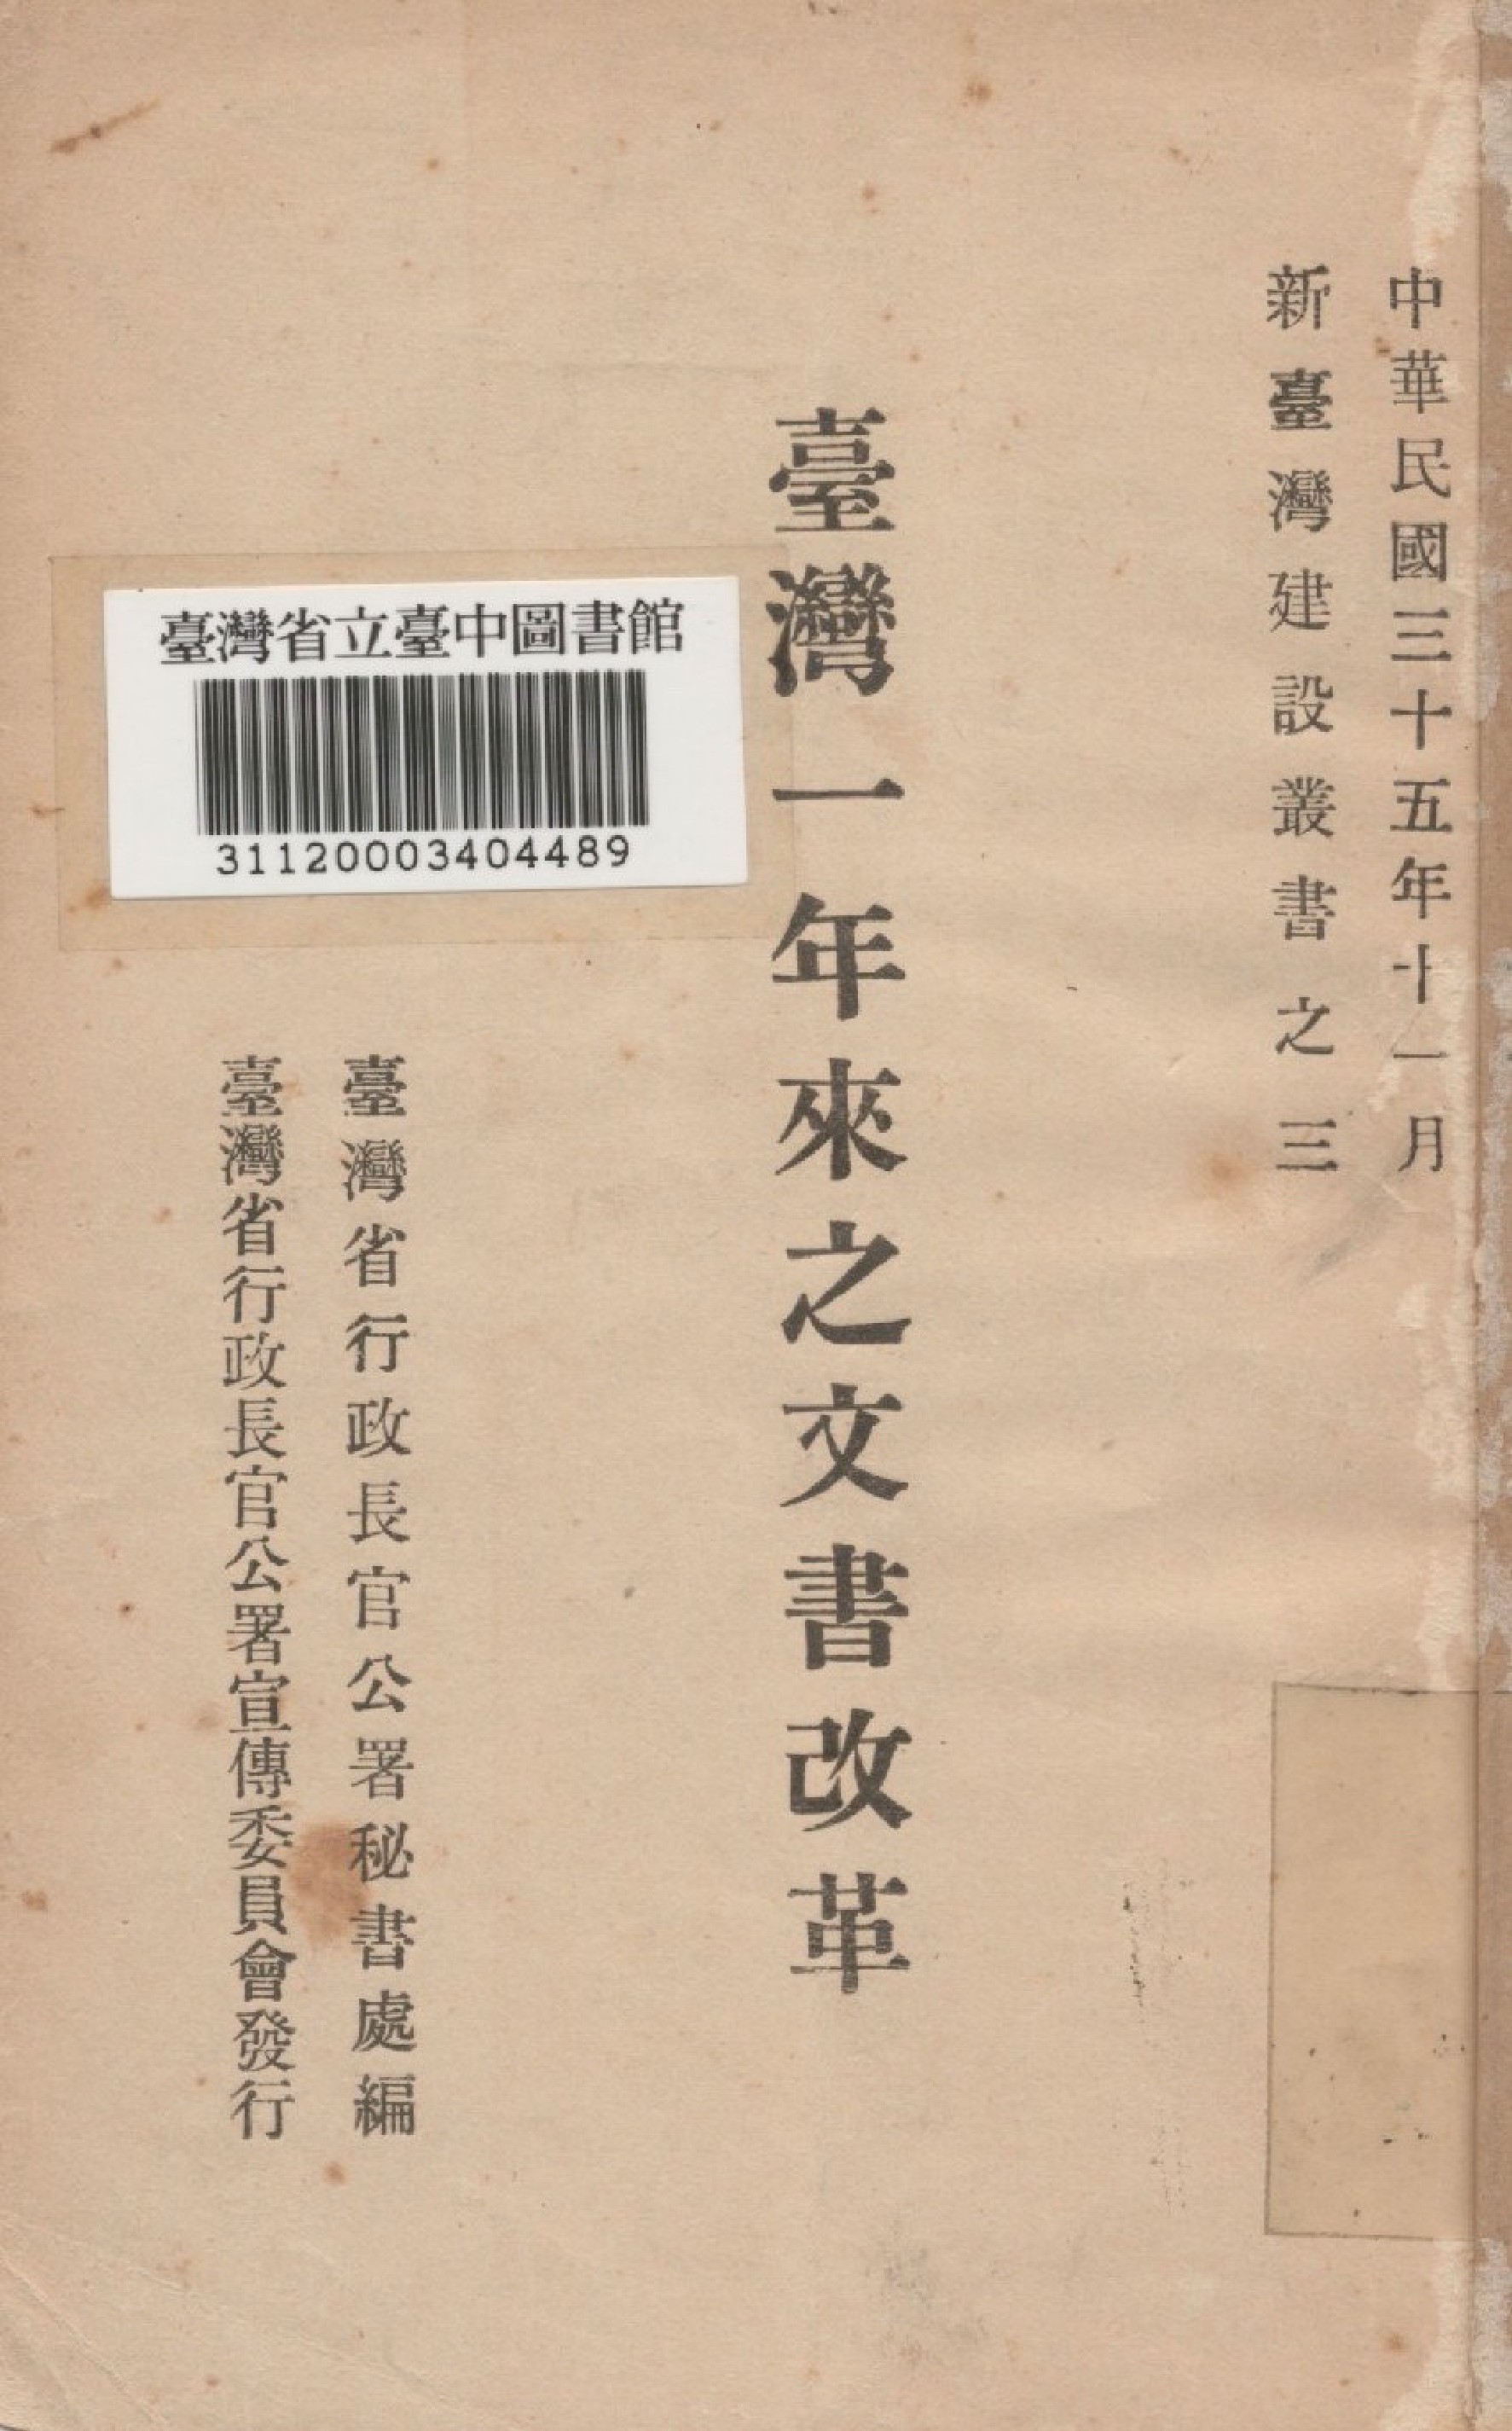 中華民國三十五年十一月
新臺灣建設叢書之三
臺灣一年來之文書改革
臺灣省立臺中圖書館
31120003404489
臺灣省行政長官公署秘書處編
臺灣省行政長官公署宣傳委員會發行